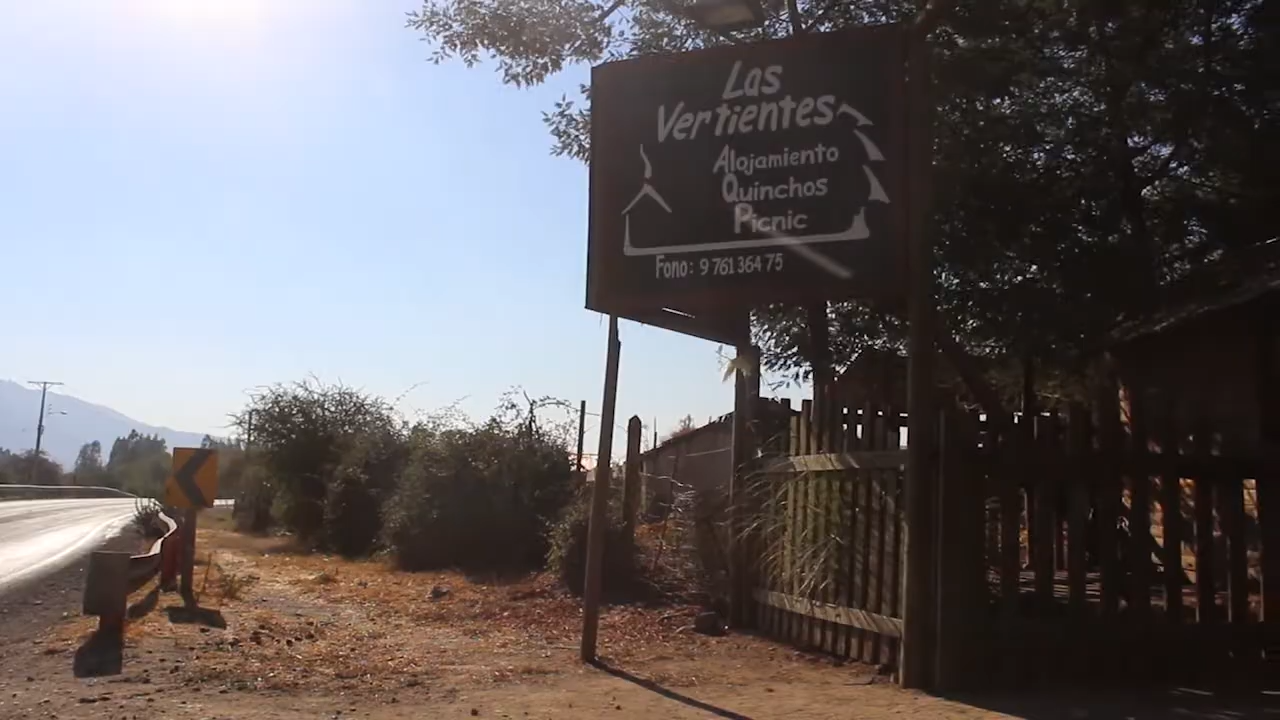 Las
Vertientes
Alojamiento
Quinchos
Picnic
Fono: 9 761 364 75